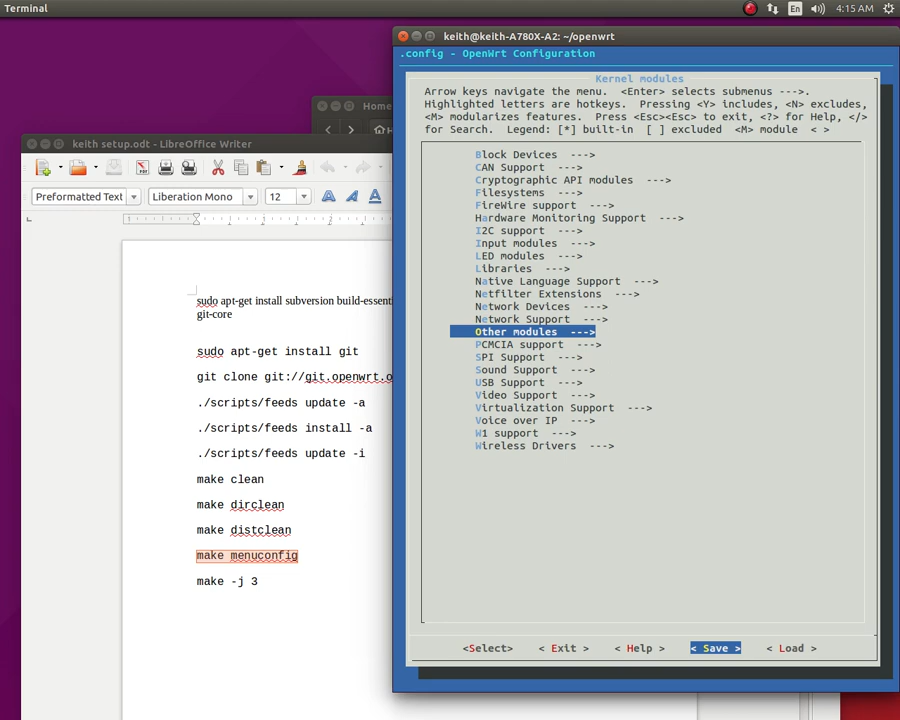 Terminal
En
4:15 AM
keith@keith-A780X-A2: ~/openwrt
.config - OpenWrt Configuration
Kernel modules
Arrow keys navigate the menu.  <Enter> selects submenus --->.
Highlighted letters are hotkeys.  Pressing <Y> includes, <N> excludes,
<M> modularizes features.  Press <Esc><Esc> to exit, <?> for Help, </>
for Search.  Legend: [*] built-in  [ ] excluded  <M> module  < >
Block Devices  --->
CAN Support  --->
Cryptographic API modules  --->
Filesystems  --->
FireWire support  --->
Hardware Monitoring Support  --->
I2C support  --->
Input modules  --->
LED modules  --->
Libraries  --->
Native Language Support  --->
Netfilter Extensions  --->
Network Devices  --->
Network Support  --->
Other modules  --->
PCMCIA support  --->
SPI Support  --->
Sound Support  --->
USB Support  --->
Video Support  --->
Virtualization Support  --->
Voice over IP  --->
W1 support  --->
Wireless Drivers  --->
<Select>    < Exit >    < Help >    < Save >    < Load >
Home
keith setup.odt - LibreOffice Writer
Preformatted Text
Liberation Mono
12
sudo apt-get install subversion build-essenti
git-core
sudo apt-get install git
git clone git://git.openwrt.o
./scripts/feeds update -a
./scripts/feeds install -a
./scripts/feeds update -i
make clean
make dirclean
make distclean
make menuconfig
make -j 3